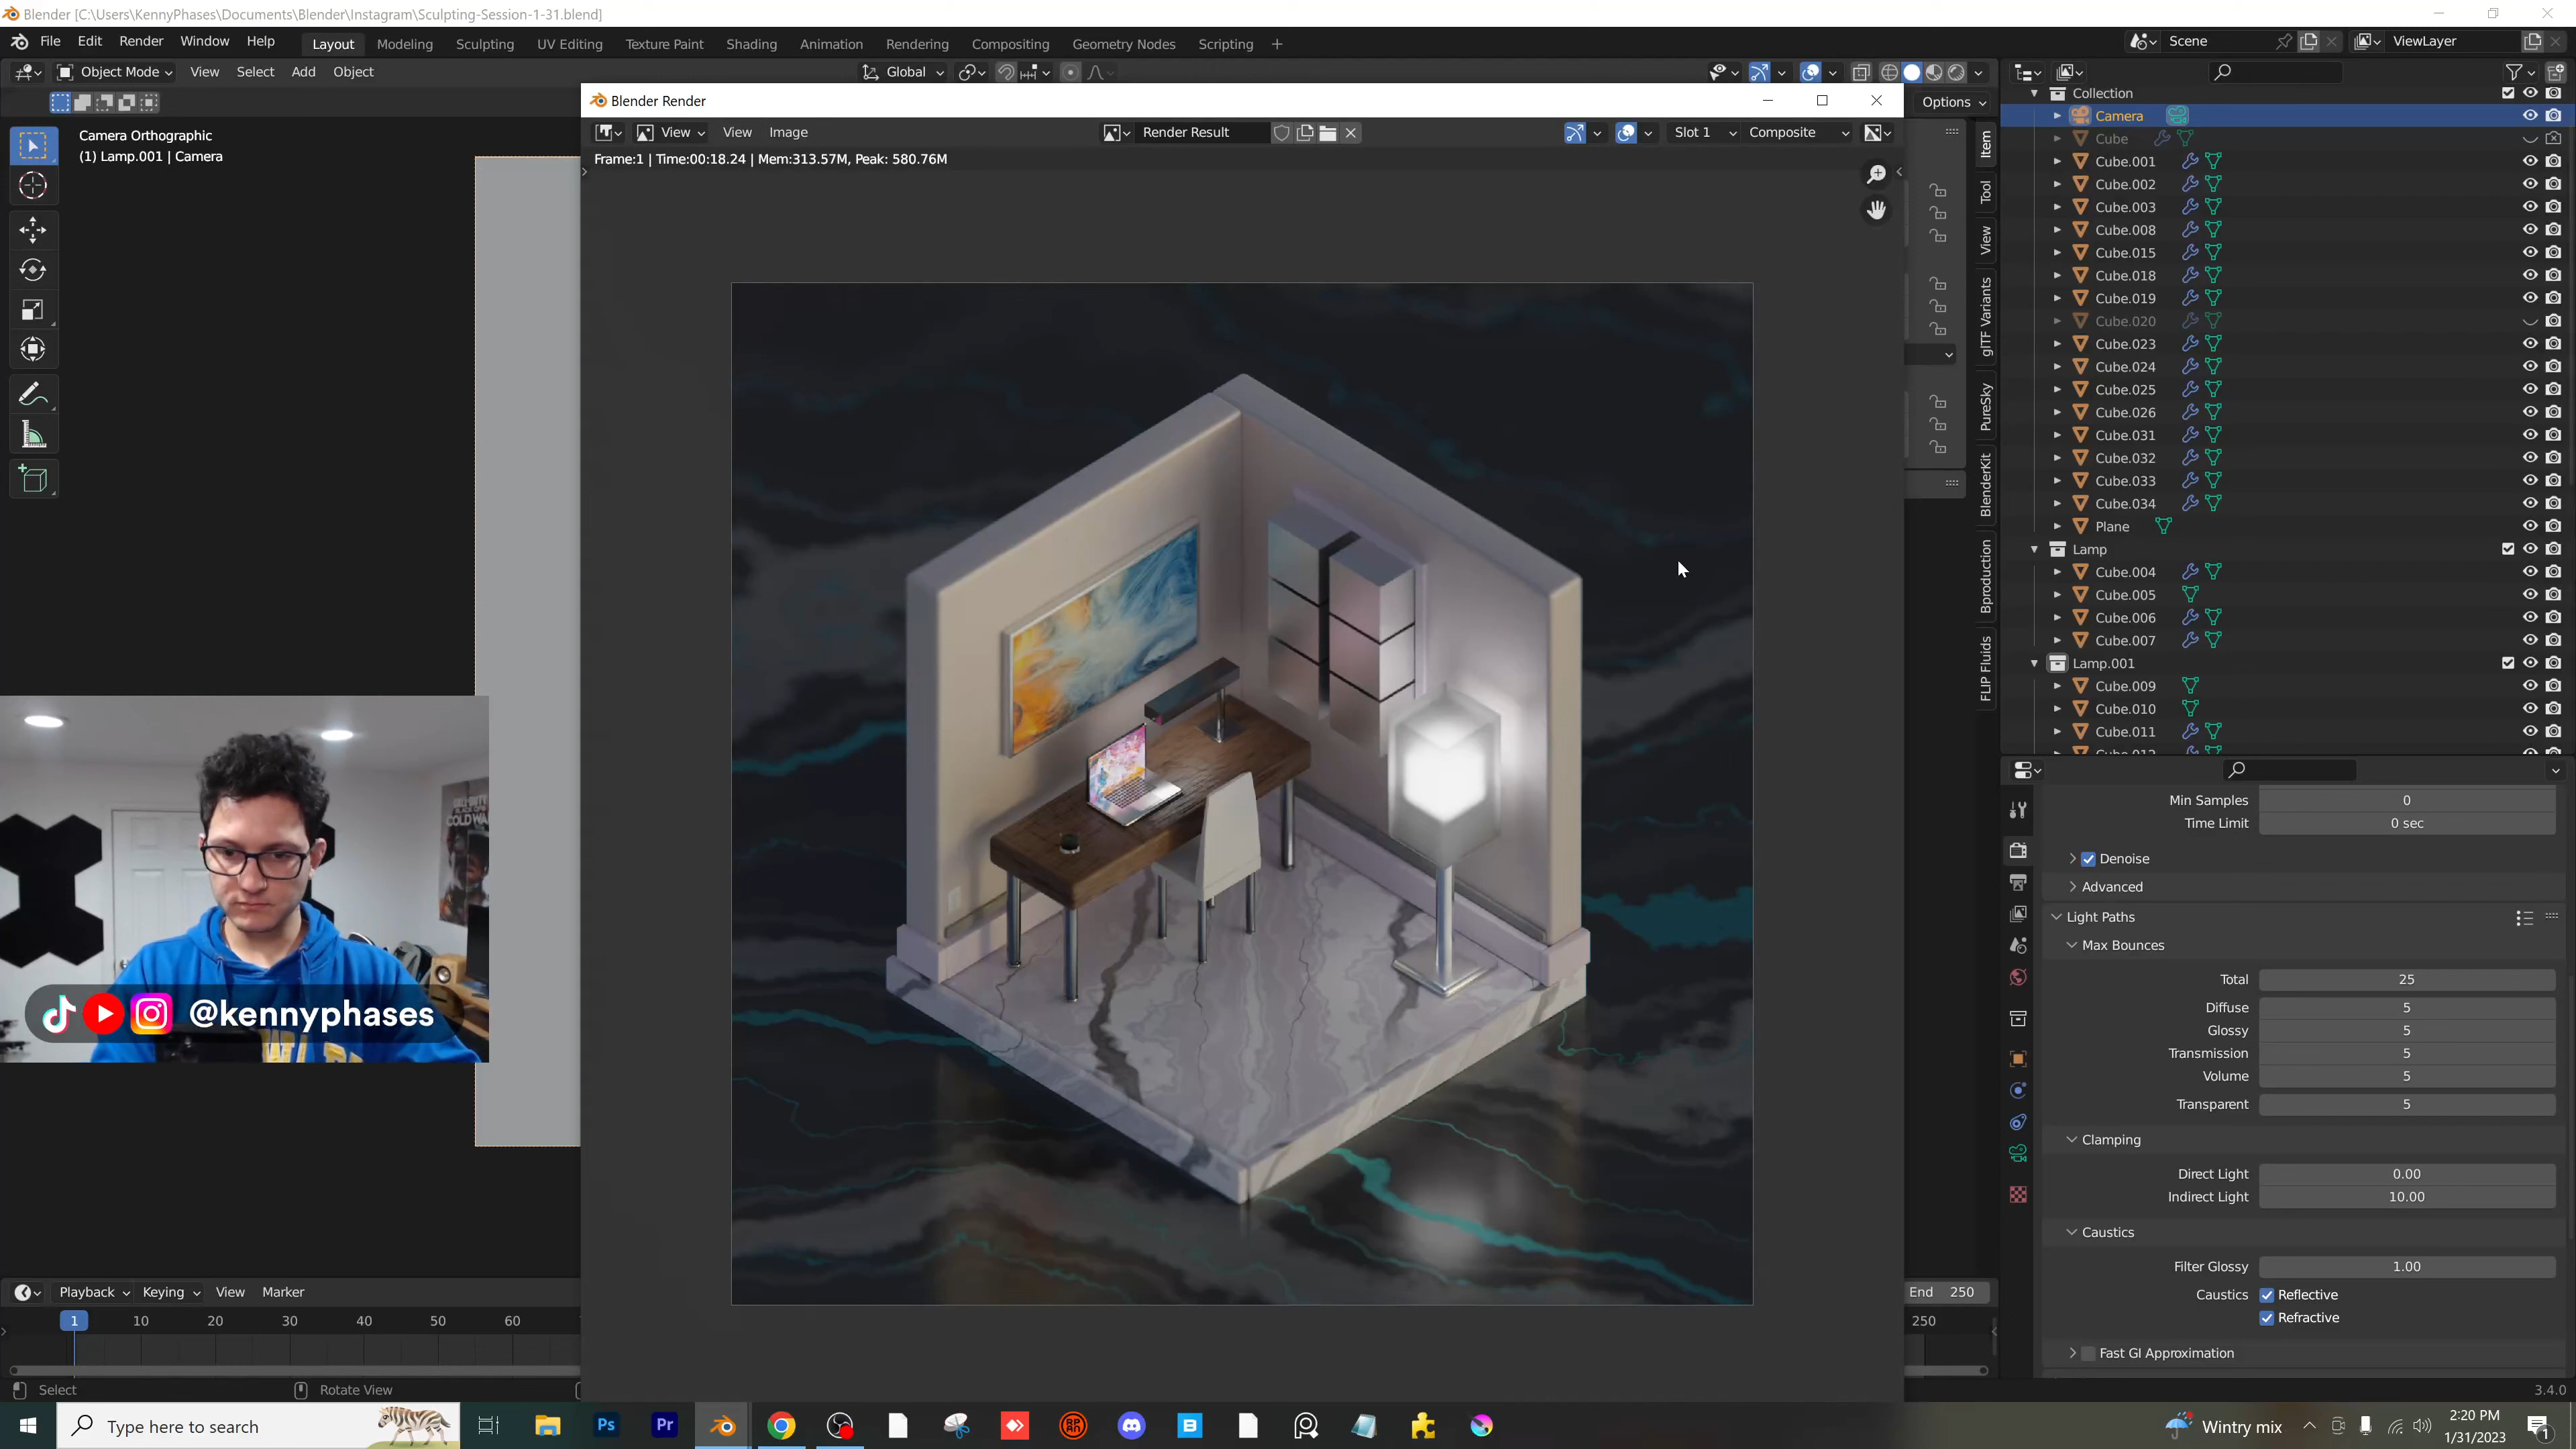 Blender [C:\Users\KennyPhases\Documents\Blender\Instagram\Sculpting-Session-1-31.blend]
File Edit Render Window Help Layout Modeling Sculpting UV Editing Texture Paint Shading Animation Rendering Compositing Geometry Nodes Scripting + Scene ViewLayer
Object Mode View Select Add Object Global
Options
Camera Orthographic
(1) Lamp.001 | Camera
Blender Render
View View Image Render Result Slot 1 Composite
Frame:1 | Time:00:18.24 | Mem:313.57M, Peak: 580.76M
Item
Tool
View
glTF Variants
PureSky
BlenderKit
Bproduction
FLIP Fluids
Collection
Camera
Cube
Cube.001
Cube.002
Cube.003
Cube.008
Cube.015
Cube.018
Cube.019
Cube.020
Cube.023
Cube.024
Cube.025
Cube.026
Cube.031
Cube.032
Cube.033
Cube.034
Plane
Lamp
Cube.004
Cube.005
Cube.006
Cube.007
Lamp.001
Cube.009
Cube.010
Cube.011
Cube.012
Min Samples 0
Time Limit 0 sec
Denoise
Advanced
Light Paths
Max Bounces
Total 25
Diffuse 5
Glossy 5
Transmission 5
Volume 5
Transparent 5
Clamping
Direct Light 0.00
Indirect Light 10.00
Caustics
Filter Glossy 1.00
Caustics Reflective
Refractive
Fast GI Approximation
@kennyphases
Playback Keying View Marker
End 250
1 10 20 30 40 50 60 250
Select Rotate View
3.4.0
Type here to search
Ps Pr
Wintry mix
2:20 PM
1/31/2023
1